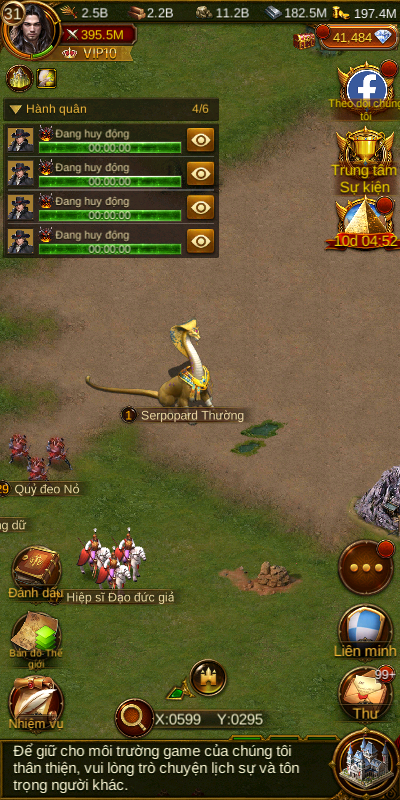 31
2.5B
2.2B
11.2B
182.5M
197.4M
395.5M
41,484
VIP10
Theo dõi chúng
tôi
Hành quân
4/6
Đang huy động
00:00:00
Đang huy động
00:00:00
Đang huy động
00:00:00
Đang huy động
00:00:00
Trung tâm
Sự kiện
10d 04:52
1 Serpopard Thường
29 Quỷ đeo Nỏ
g dữ
Hiệp sĩ Đạo đức giả
Đánh dấu
Bản đồ Thế
giới
Liên minh
99+
Nhiệm vụ
X:0599 Y:0295
Thư
Để giữ cho môi trường game của chúng tôi
thân thiện, vui lòng trò chuyện lịch sự và tôn
trọng người khác.